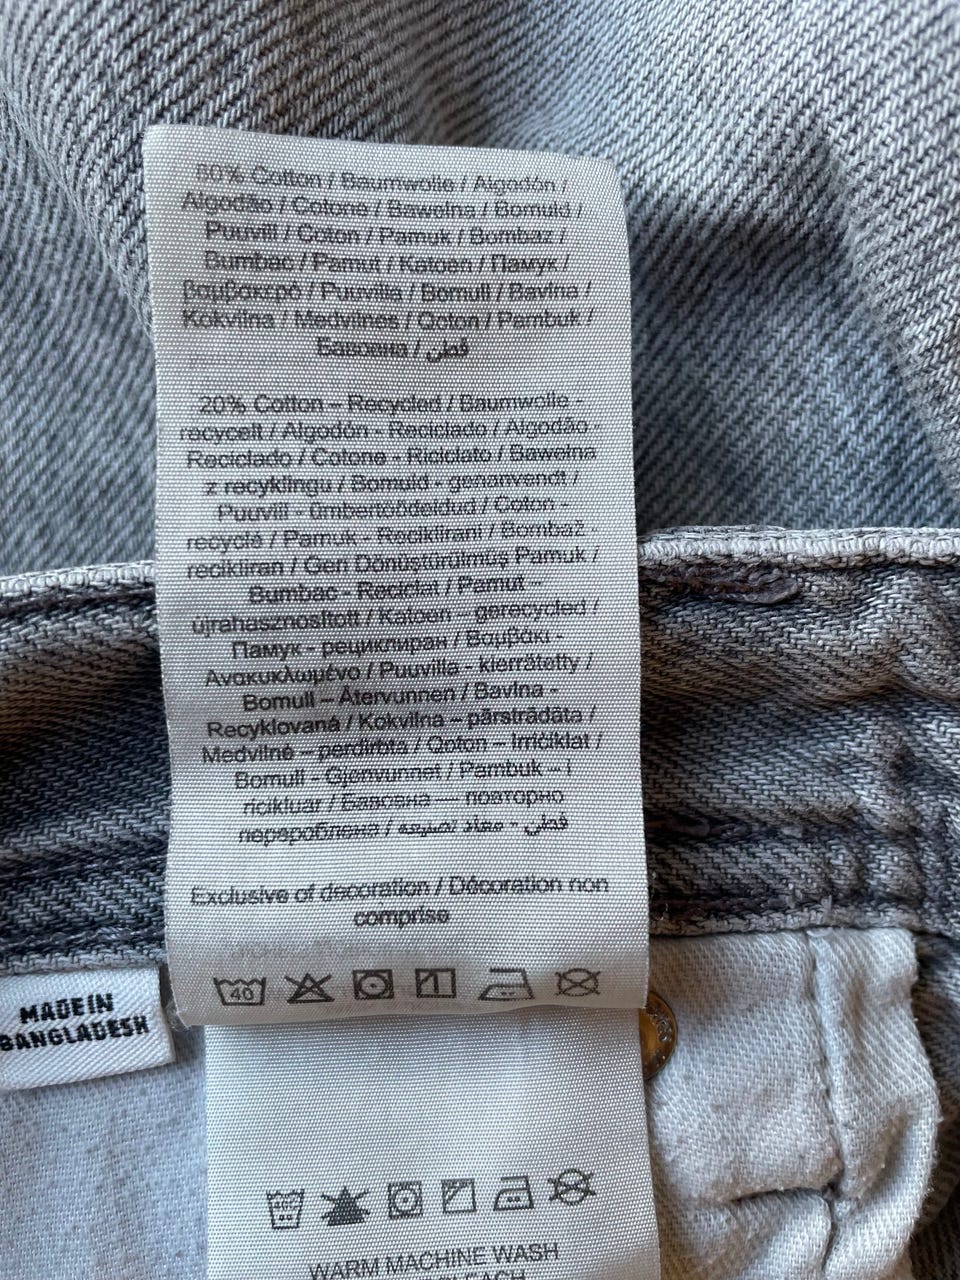 80% Cotton / Baumwolle / Algodón /
Algodão / Cotone / Bawełna / Bomuld /
Puuvill / Coton / Pamuk / Bombaž /
Bumbac / Pamut / Katoen / Памук /
βαμβακερό / Puuvilla / Bomull / Bavlna /
Kokvilna / Medvilnės / Qoton / Pambuk /
Бавовна / قطن
20% Cotton – Recycled / Baumwolle -
recycelt / Algodón - Reciclado / Algodão -
Reciclado / Cotone - Riciclato / Bawełna
z recyklingu / Bomuld - genanvendt /
Puuvill - ümbertöödeldud / Coton -
recyclé / Pamuk - Reciklirani / Bombaž -
recikliran / Geri Dönüştürülmüş Pamuk /
Bumbac - Reciclat / Pamut –
újrahasznosított / Katoen – gerecycled /
Памук - рециклиран / Βαμβάκι -
Ανακυκλωμένο / Puuvilla - kierrätetty /
Bomull - Återvunnen / Bavlna -
Recyklovaná / Kokvilna – pārstrādāta /
Medvilnė – perdirbta / Qoton – Irriċiklat /
Bomull - Gjenvunnet / Pambuk – i
ricikluar / Бавовна — повторно
перероблена / قطن - معاد تصنيعه
Exclusive of decoration / Décoration non
comprise
40
MADE IN
BANGLADESH
WARM MACHINE WASH
BLEACH